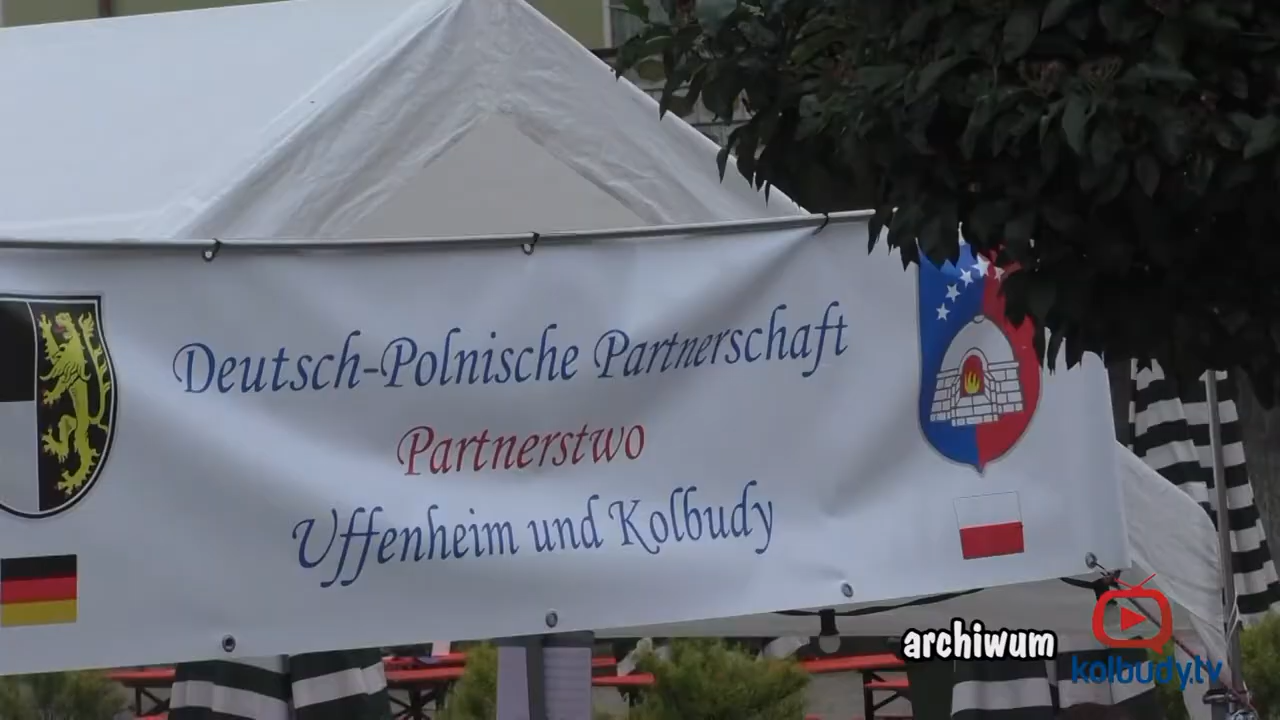 Deutsch-Polnische Partnerschaft
Partnerstwo
Uffenheim und Kolbudy
archiwum
kolbudy.tv